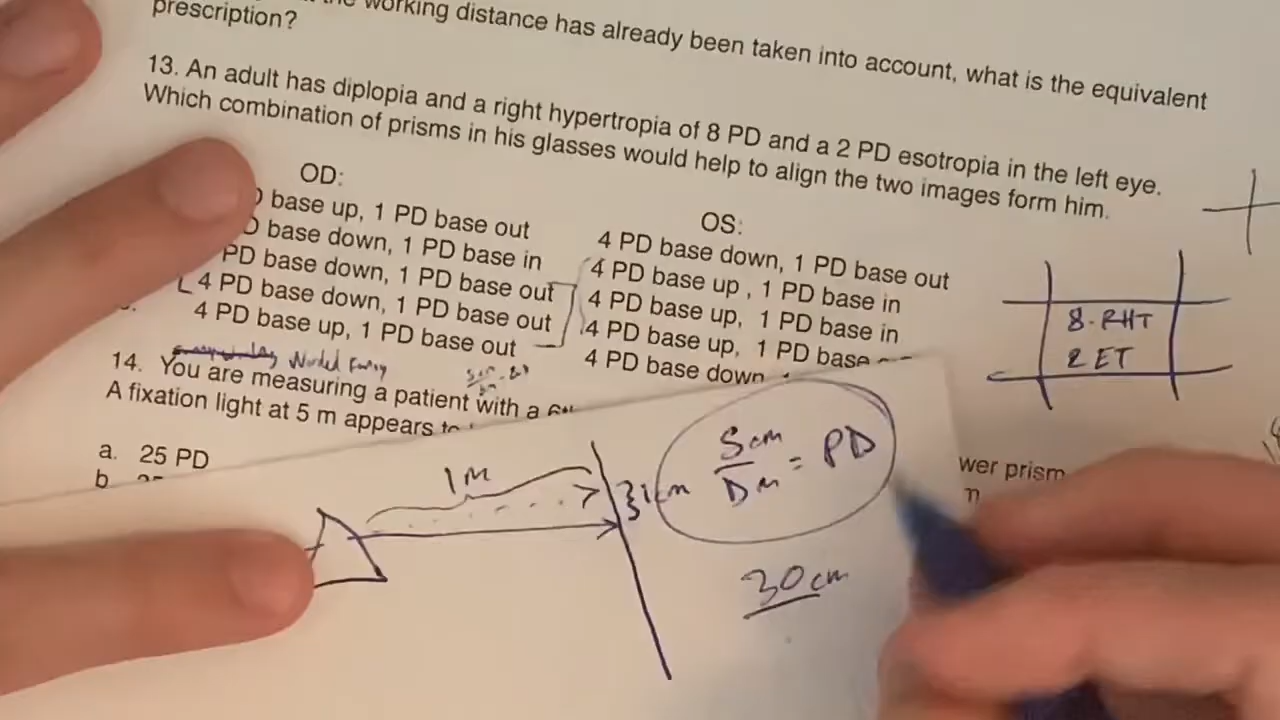 the working distance has already been taken into account, what is the equivalent
prescription?
13. An adult has diplopia and a right hypertropia of 8 PD and a 2 PD esotropia in the left eye.
Which combination of prisms in his glasses would help to align the two images form him.
OD:
base up, 1 PD base out
base down, 1 PD base in
PD base down, 1 PD base out
4 PD base down, 1 PD base out
4 PD base up, 1 PD base out
OS:
4 PD base down, 1 PD base out
4 PD base up , 1 PD base in
4 PD base up, 1 PD base in
4 PD base up, 1 PD base
4 PD base down,
8 RHT
2 ET
14. You are measuring a patient with a
A fixation light at 5 m appears
a. 25 PD
b
wer prism
1M
1cm
Scm
Dm
= PD
30cm